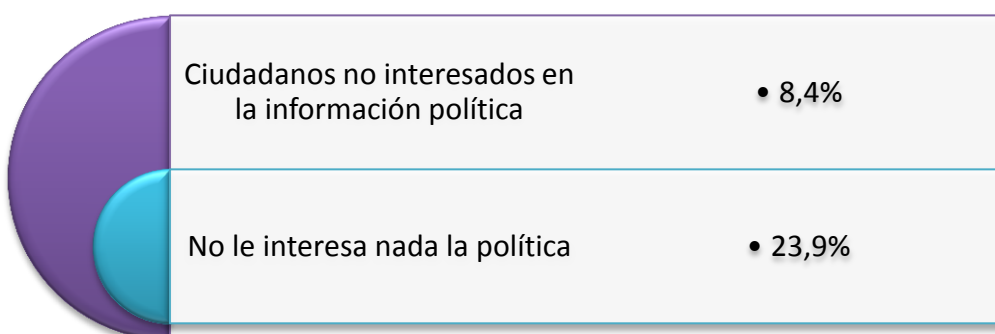 Ciudadanos no interesados en
la información política
• 8,4%
No le interesa nada la política
• 23,9%